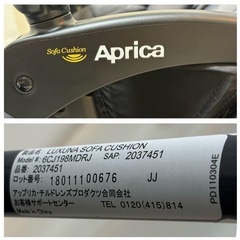 Sofa Cushion Aprica
製品名: LUXUNA SOFA CUSHION
Model#: 6CJ198MDRJ SAP: 2037451
品番: 2037451
ロット番号 18011100676 JJ
アップリカ・チルドレンズプロダクツ合同会社
お客様サポートセンター TEL 0120(415)814
Made in China
PD110304E